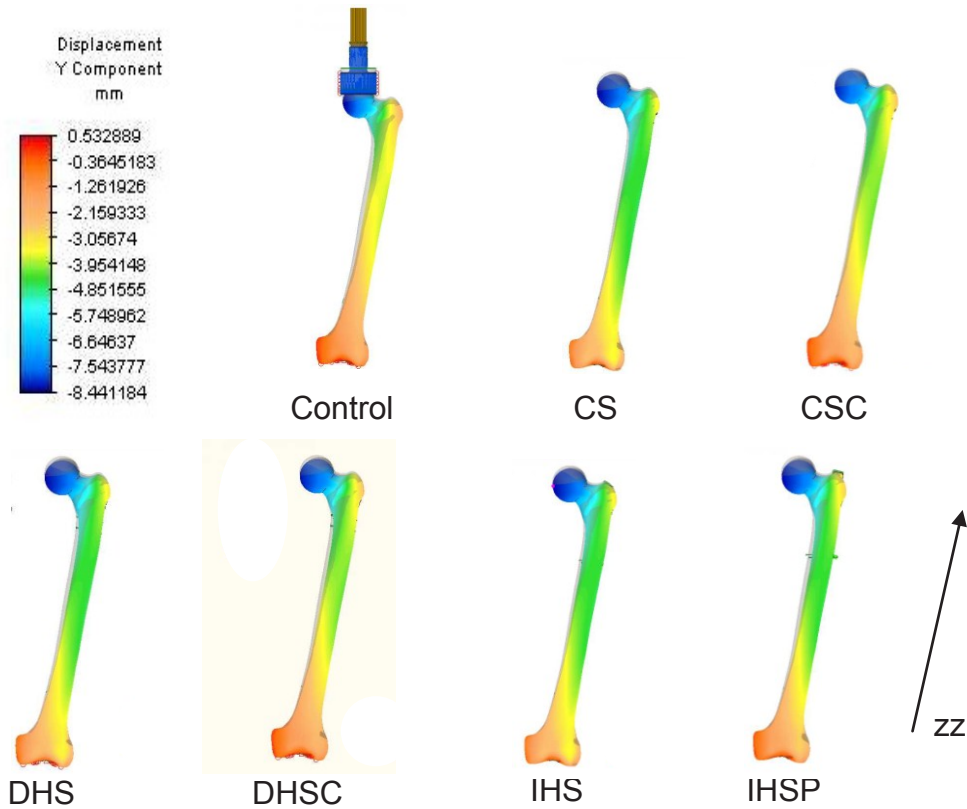 Displacement
Y Component
mm
0.532889
-0.3645183
-1.261926
-2.159333
-3.05674
-3.954148
-4.851555
-5.748962
-6.64637
-7.543777
-8.441184
Control
CS
CSC
DHS
DHSC
IHS
IHSP
zz